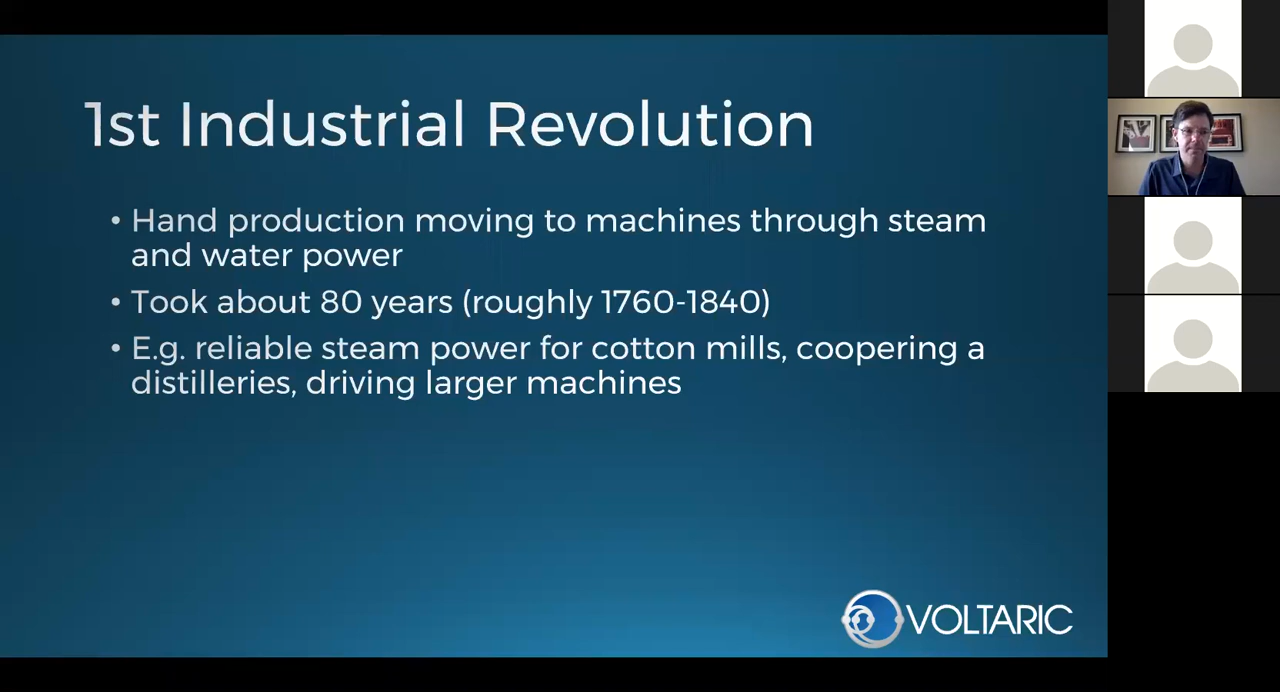 1st Industrial Revolution
• Hand production moving to machines through steam
and water power
• Took about 80 years (roughly 1760-1840)
• E.g. reliable steam power for cotton mills, coopering a
distilleries, driving larger machines
VOLTARIC